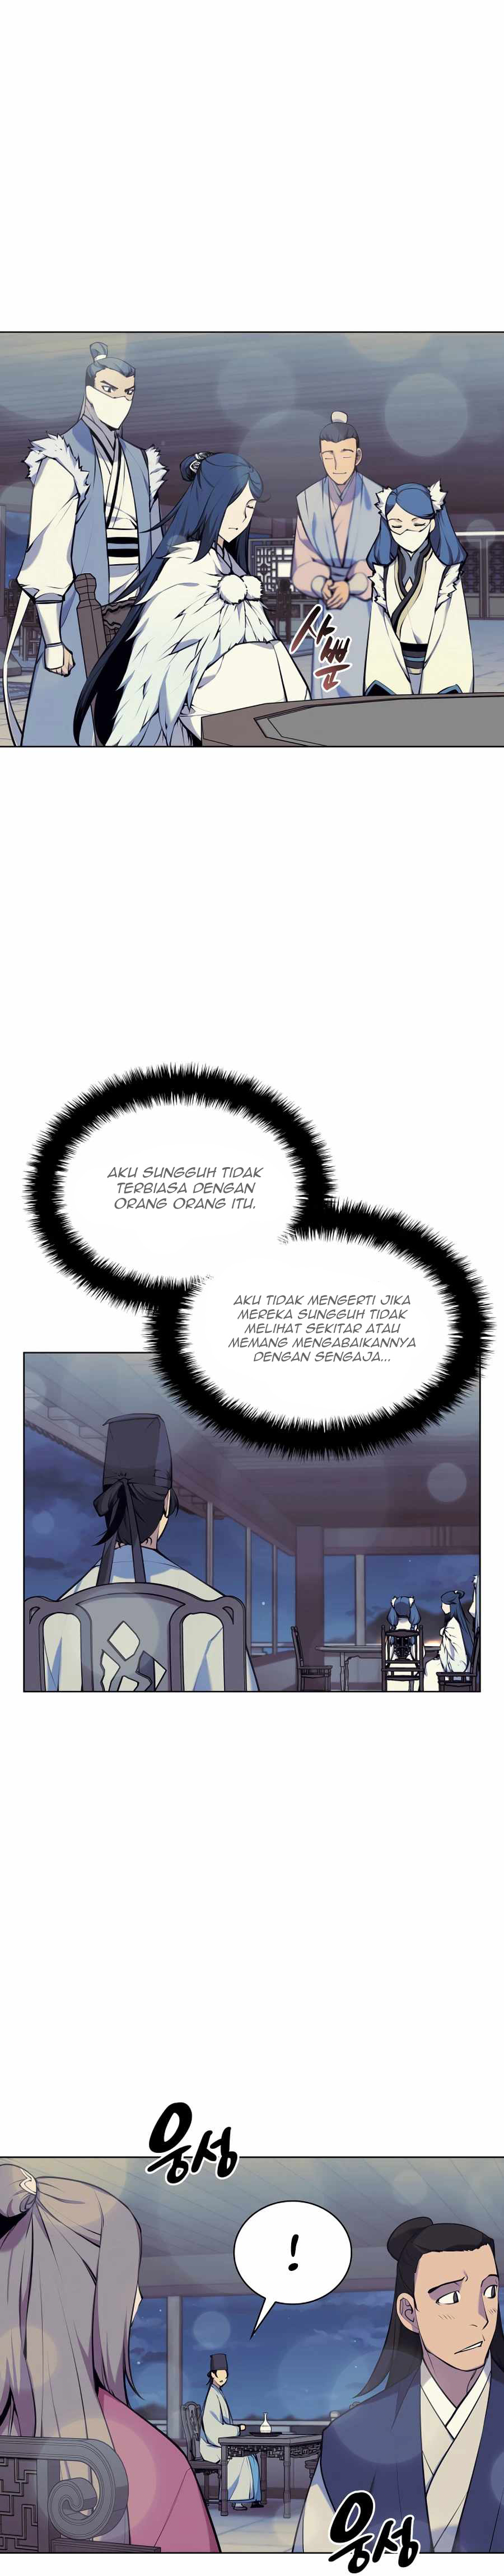 사뿐
AKU SUNGGUH TIDAK
TERBIASA DENGAN
ORANG ORANG ITU.
AKU TIDAK MENGERTI JIKA
MEREKA SUNGGUH TIDAK
MELIHAT SEKITAR ATAU
MEMANG MENGABAIKANNYA
DENGAN SENGAJA...
웅성
!
웅성